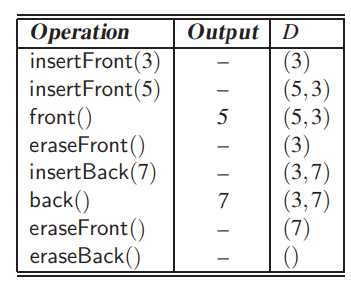 Operation Output D
insertFront(3) – (3)
insertFront(5) – (5,3)
front() 5 (5,3)
eraseFront() – (3)
insertBack(7) – (3,7)
back() 7 (3,7)
eraseFront() – (7)
eraseBack() – ()